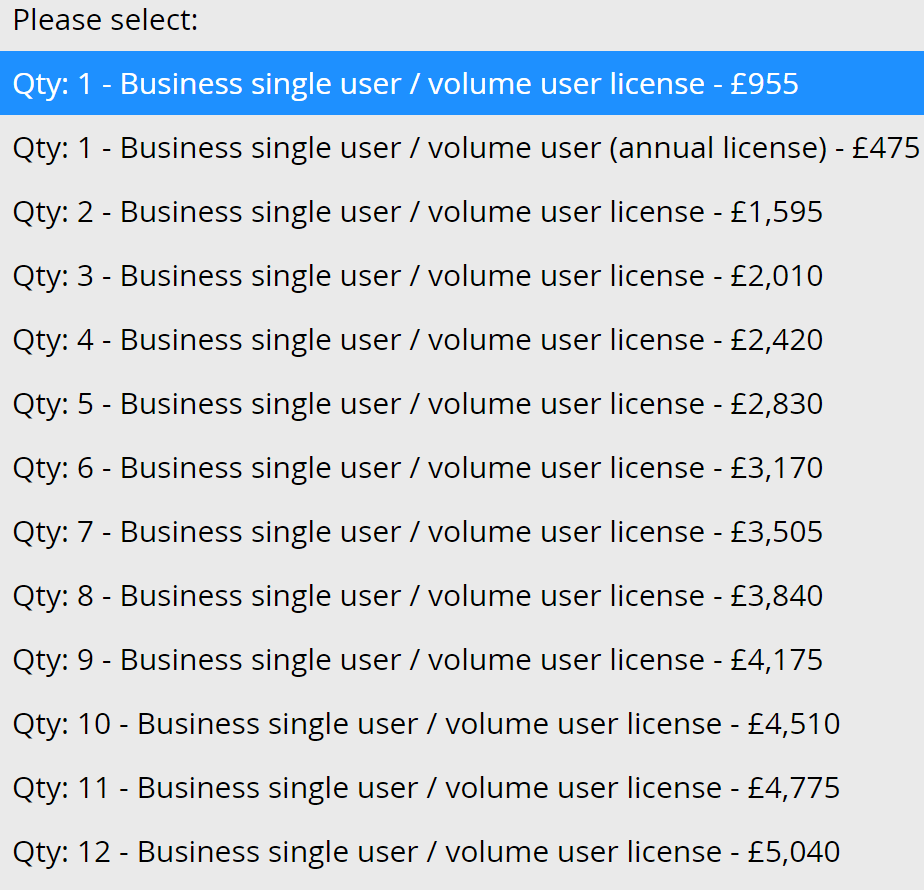 Please select:
Qty: 1 - Business single user / volume user license - £955
Qty: 1 - Business single user / volume user (annual license) - £475
Qty: 2 - Business single user / volume user license - £1,595
Qty: 3 - Business single user / volume user license - £2,010
Qty: 4 - Business single user / volume user license - £2,420
Qty: 5 - Business single user / volume user license - £2,830
Qty: 6 - Business single user / volume user license - £3,170
Qty: 7 - Business single user / volume user license - £3,505
Qty: 8 - Business single user / volume user license - £3,840
Qty: 9 - Business single user / volume user license - £4,175
Qty: 10 - Business single user / volume user license - £4,510
Qty: 11 - Business single user / volume user license - £4,775
Qty: 12 - Business single user / volume user license - £5,040